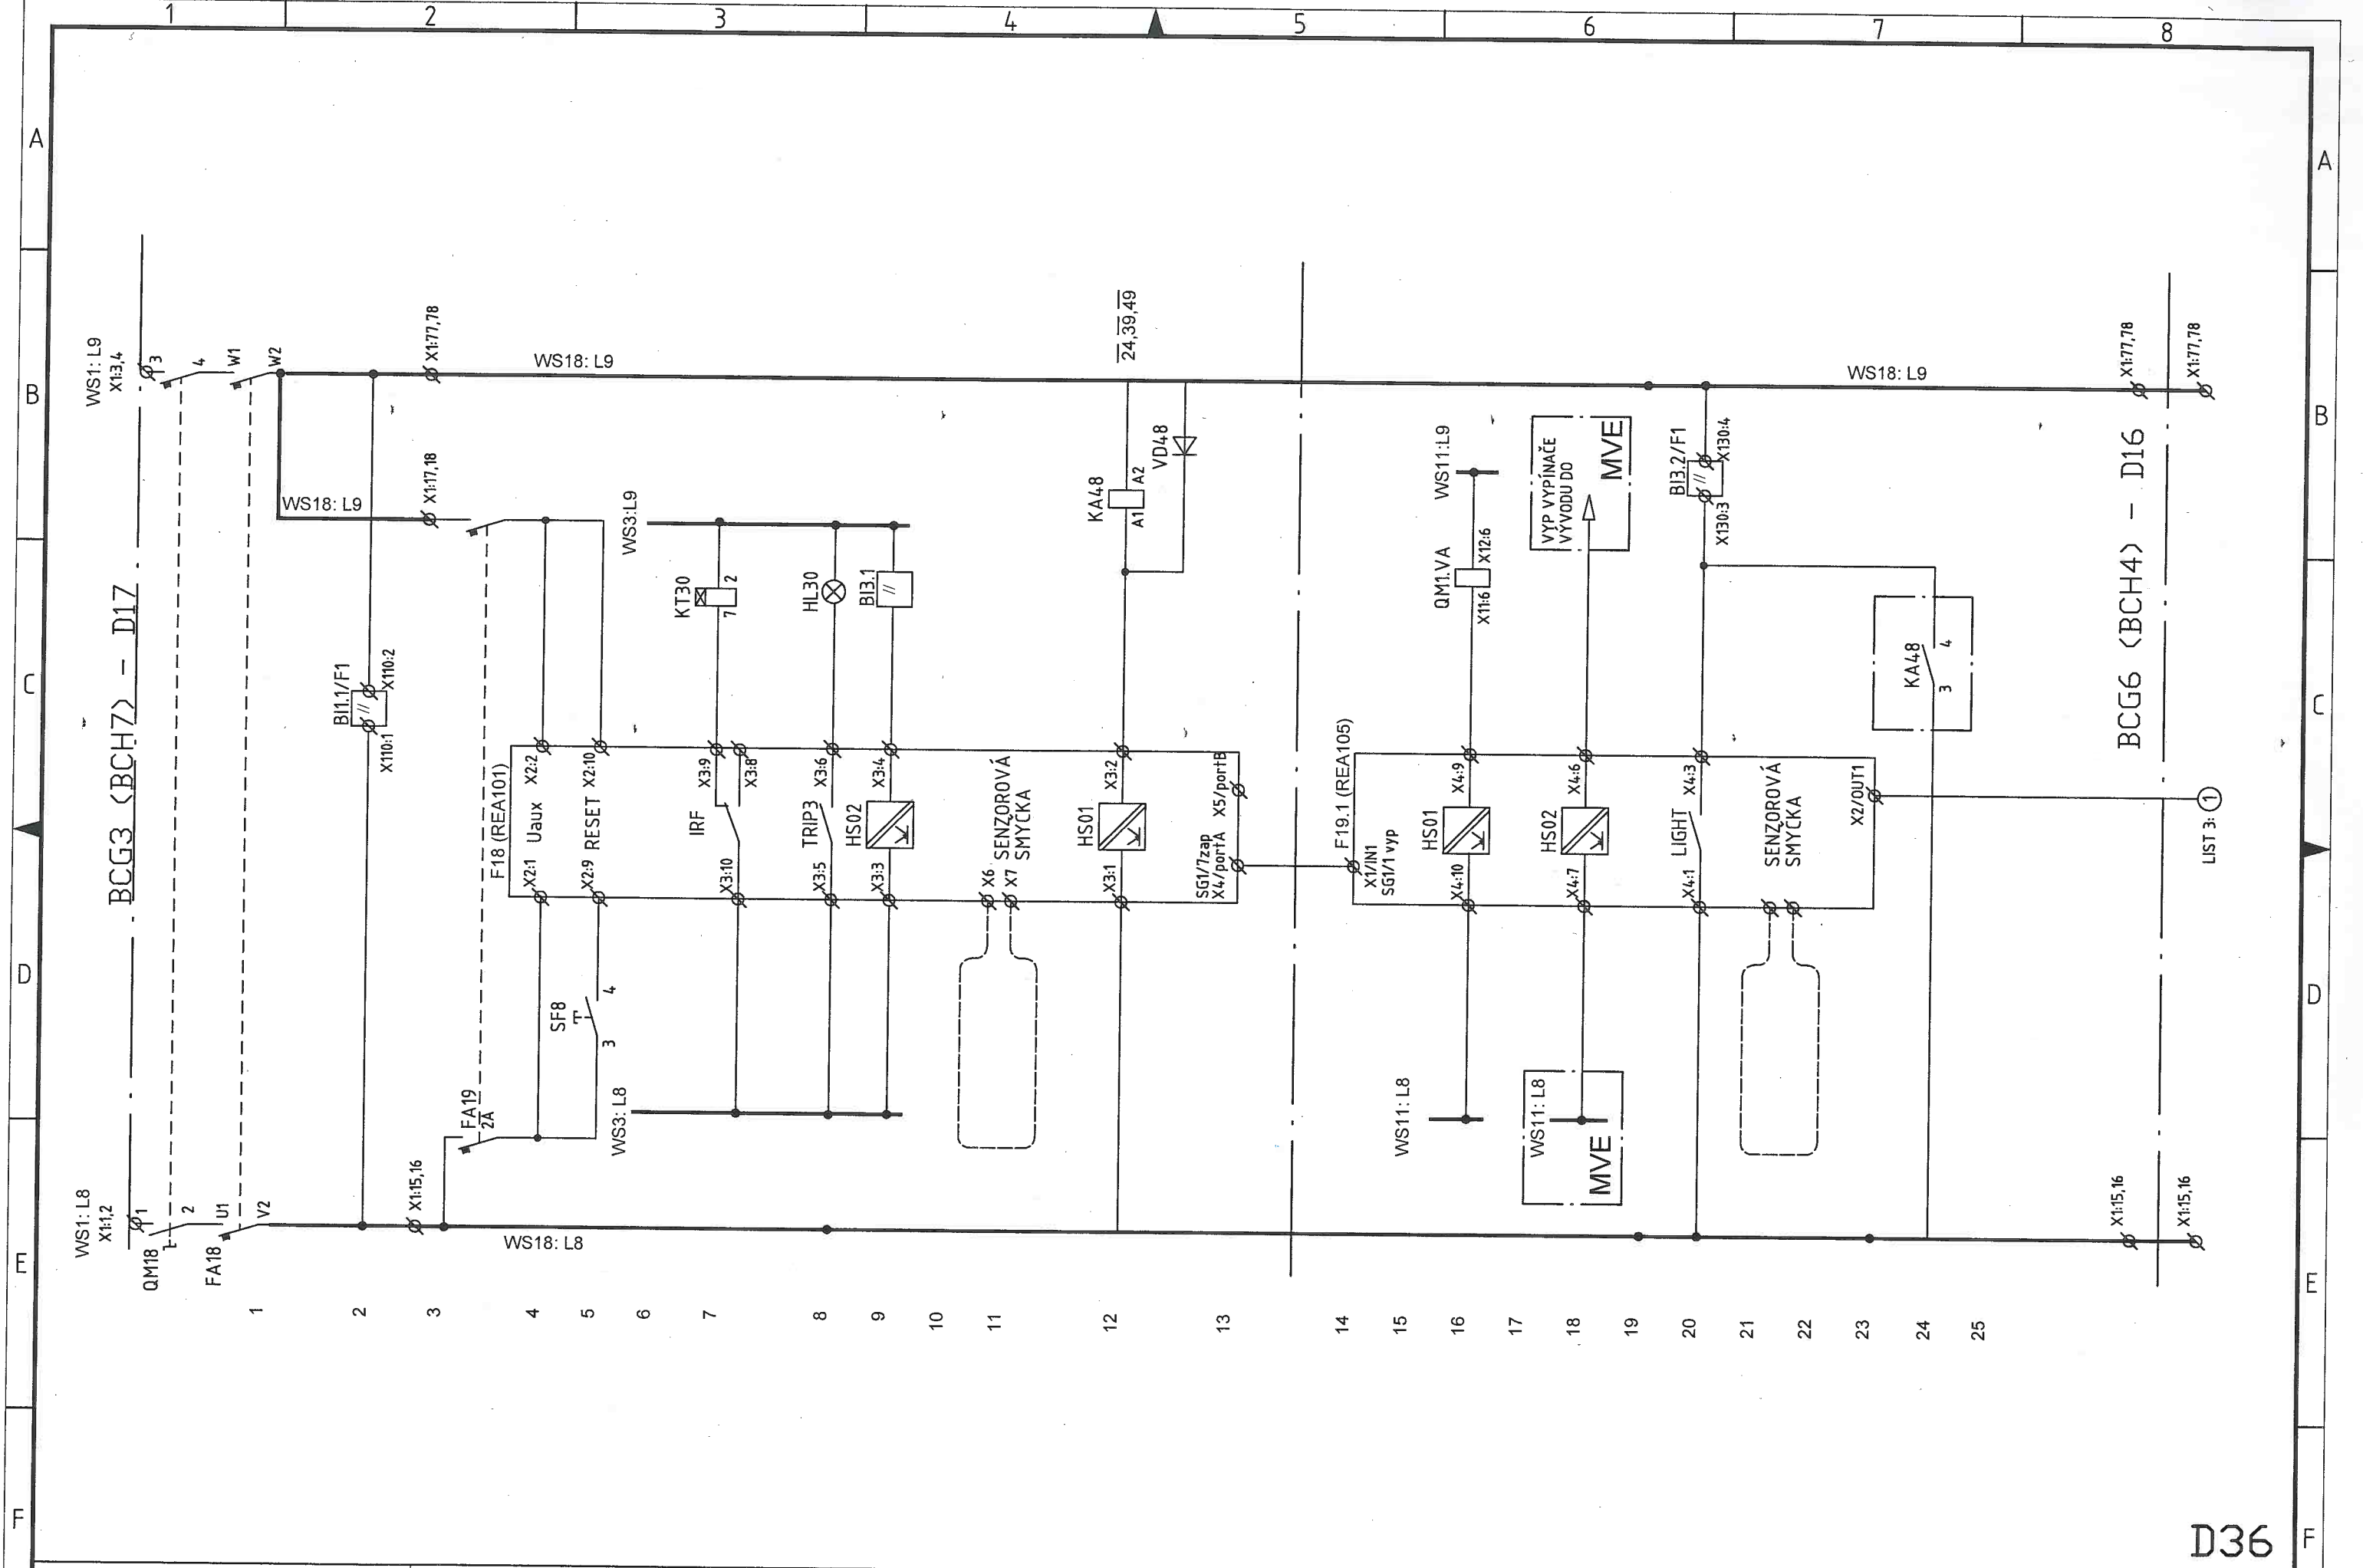 1 2 3 4 5 6 7 8
A
B
C
D
E
F
A
B
C
D
E
F
BCG3 (BCH7) - D17
WS1: L9
X1:3,4
3
4
W1
W2
WS18: L9
X1:77,78
WS18: L9
X1:17,18
WS1: L8
X1:1,2
1
QM18
2
U1
FA18
V2
BI1.1/F1
X110:1
X110:2
X1:15,16
WS18: L8
FA19
2A
SF8
3
4
F18 (REA101)
X2:1 Uaux X2:2
X2:9 RESET X2:10
WS3: L8
WS3:L9
KT30
7
2
IRF
X3:10
X3:9
X3:8
HL30
TRIP3
X3:5
X3:6
BI3.1
HS02
X3:3
X3:4
X6
X7
SENZOROVÁ
SMYČKA
24,39,49
KA48
A1
A2
VD48
HS01
X3:1
X3:2
SG1/7zap
X4/portA
X5/portB
F19.1 (REA105)
X1/IN1
SG1/1 vyp
WS11:L9
QM1.VA
X11:6
X12:6
HS01
X4:10
X4:9
WS11: L8
VYP VYPÍNAČE
VÝVODU DO
MVE
HS02
X4:7
X4:6
WS11: L8
MVE
BI3.2/F1
X130:3
X130:4
LIGHT
X4:1
X4:3
SENZOROVÁ
SMYČKA
X2/OUT1
KA48
3
4
WS18: L9
X1:77,78
X1:77,78
BCG6 (BCH4) - D16
LIST 3: 1
X1:15,16
X1:15,16
1
2
3
4
5
6
7
8
9
10
11
12
13
14
15
16
17
18
19
20
21
22
23
24
25
D36